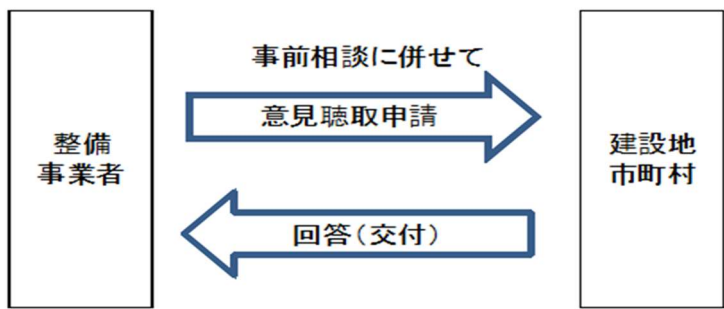 事前相談に併せて
意見聴取申請
整備
事業者
建設地
市町村
回答（交付）